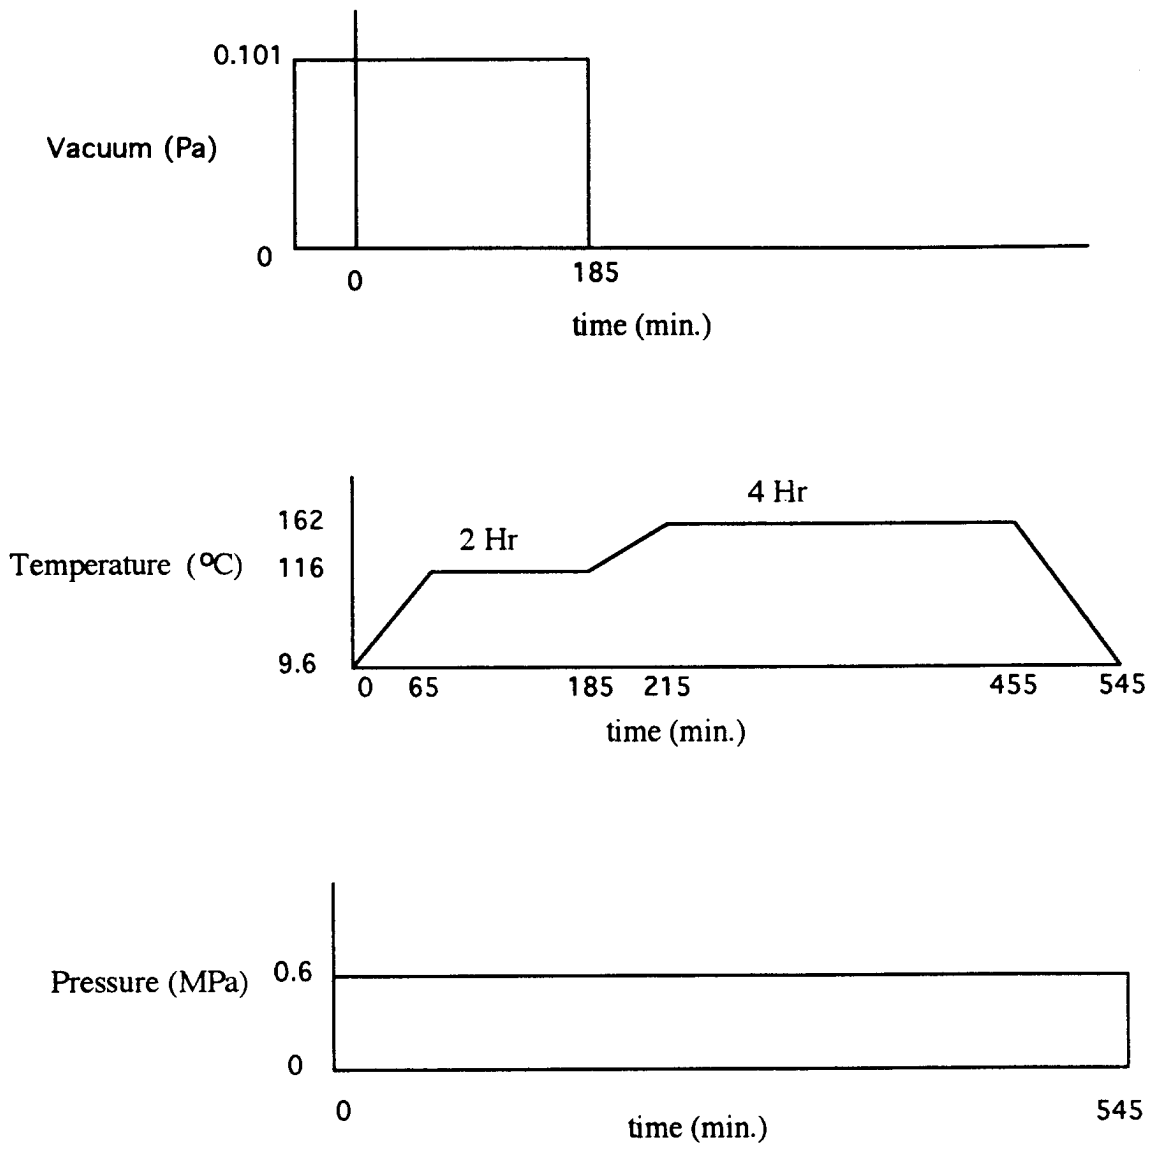 0.101
Vacuum (Pa)
0
0
185
time (min.)
4 Hr
162
2 Hr
Temperature (°C)
116
9.6
0 65 185 215 455 545
time (min.)
Pressure (MPa)
0.6
0
0
545
time (min.)